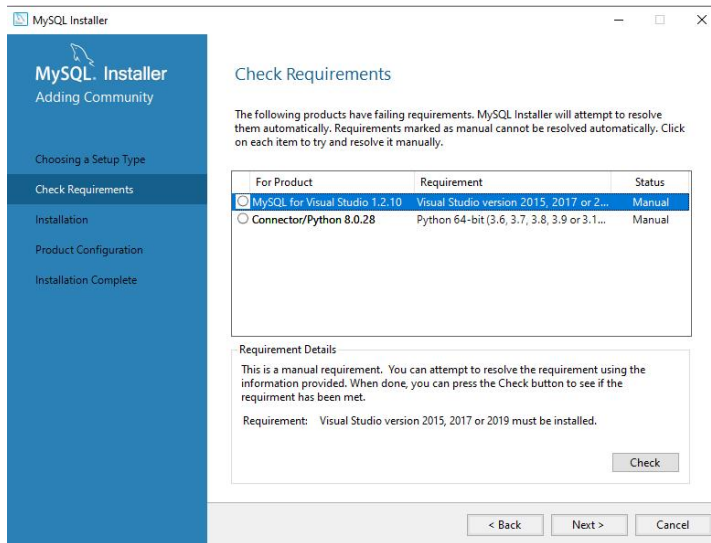 MySQL Installer
MySQL. Installer
Adding Community
Choosing a Setup Type
Check Requirements
Installation
Product Configuration
Installation Complete
Check Requirements
The following products have failing requirements. MySQL Installer will attempt to resolve
them automatically. Requirements marked as manual cannot be resolved automatically. Click
on each item to try and resolve it manually.
For Product Requirement Status
MySQL for Visual Studio 1.2.10 Visual Studio version 2015, 2017 or 2... Manual
Connector/Python 8.0.28 Python 64-bit (3.6, 3.7, 3.8, 3.9 or 3.1... Manual
Requirement Details
This is a manual requirement. You can attempt to resolve the requirement using the
information provided. When done, you can press the Check button to see if the
requirment has been met.
Requirement: Visual Studio version 2015, 2017 or 2019 must be installed.
Check
< Back Next > Cancel